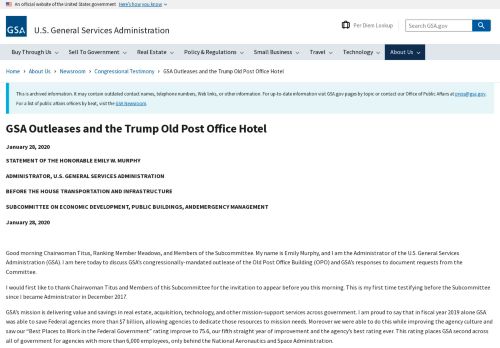 An official website of the United States government Here's how you know
GSA U.S. General Services Administration
Per Diem Lookup
Search GSA.gov
Buy Through Us Sell To Government Real Estate Policy & Regulations Small Business Travel Technology About Us
Home › About Us › Newsroom › Congressional Testimony › GSA Outleases and the Trump Old Post Office Hotel
This is archived information. It may contain outdated contact names, telephone numbers, Web links, or other information. For up-to-date information visit GSA.gov pages by topic or contact our Office of Public Affairs at press@gsa.gov.
For a list of public affairs officers by beat, visit the GSA Newsroom.
GSA Outleases and the Trump Old Post Office Hotel
January 28, 2020
STATEMENT OF THE HONORABLE EMILY W. MURPHY
ADMINISTRATOR, U.S. GENERAL SERVICES ADMINISTRATION
BEFORE THE HOUSE TRANSPORTATION AND INFRASTRUCTURE
SUBCOMMITTEE ON ECONOMIC DEVELOPMENT, PUBLIC BUILDINGS, ANDEMERGENCY MANAGEMENT
January 28, 2020
Good morning Chairwoman Titus, Ranking Member Meadows, and Members of the Subcommittee. My name is Emily Murphy, and I am the Administrator of the U.S. General Services
Administration (GSA). I am here today to discuss GSA's congressionally-mandated outlease of the Old Post Office Building (OPO) and GSA's responses to document requests from the
Committee.
I would first like to thank Chairwoman Titus and Members of this Subcommittee for the invitation to appear before you this morning. This is my first time testifying before the Subcommittee
since I became Administrator in December 2017.
GSA's mission is delivering value and savings in real estate, acquisition, technology, and other mission-support services across government. I am proud to say that in fiscal year 2019 alone GSA
was able to save Federal agencies more than $7 billion, allowing agencies to dedicate those resources to mission needs. Moreover we were able to do this while improving the agency culture and
saw our "Best Places to Work in the Federal Government" rating improve to 75.6, our fifth straight year of improvement and the agency's best rating ever. This rating places GSA second across
all of government for agencies with more than 6,000 employees, only behind the National Aeronautics and Space Administration.